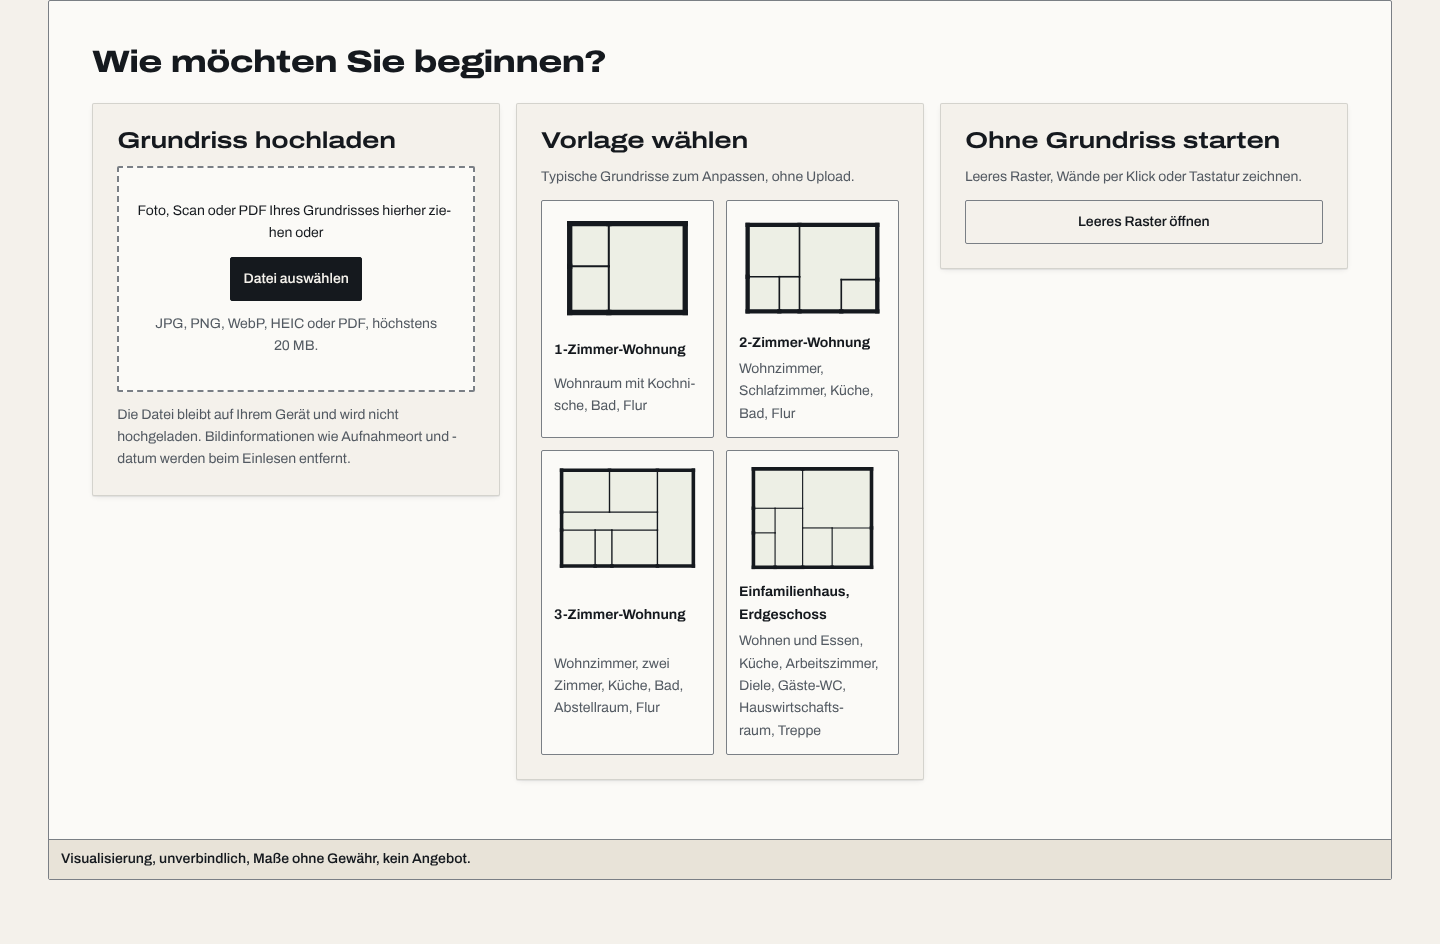 Wie möchten Sie beginnen?
Grundriss hochladen
Foto, Scan oder PDF Ihres Grundrisses hierher zie-
hen oder
Datei auswählen
JPG, PNG, WebP, HEIC oder PDF, höchstens
20 MB.
Die Datei bleibt auf Ihrem Gerät und wird nicht
hochgeladen. Bildinformationen wie Aufnahmeort und -
datum werden beim Einlesen entfernt.
Vorlage wählen
Typische Grundrisse zum Anpassen, ohne Upload.
1-Zimmer-Wohnung
Wohnraum mit Kochni-
sche, Bad, Flur
2-Zimmer-Wohnung
Wohnzimmer,
Schlafzimmer, Küche,
Bad, Flur
3-Zimmer-Wohnung
Wohnzimmer, zwei
Zimmer, Küche, Bad,
Abstellraum, Flur
Einfamilienhaus,
Erdgeschoss
Wohnen und Essen,
Küche, Arbeitszimmer,
Diele, Gäste-WC,
Hauswirtschafts-
raum, Treppe
Ohne Grundriss starten
Leeres Raster, Wände per Klick oder Tastatur zeichnen.
Leeres Raster öffnen
Visualisierung, unverbindlich, Maße ohne Gewähr, kein Angebot.